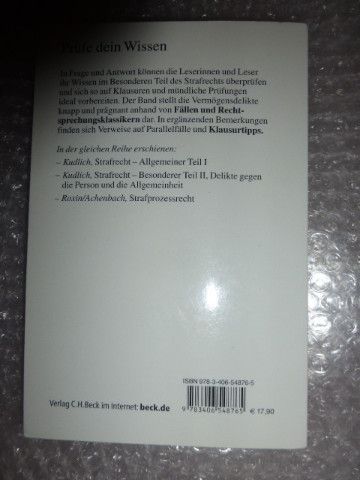 Prüfe dein Wissen
In Frage und Antwort können die Leserinnen und Leser
ihr Wissen im Besonderen Teil des Strafrechts überprüfen
und sich so auf Klausuren und mündliche Prüfungen
ideal vorbereiten. Der Band stellt die Vermögensdelikte
knapp und prägnant anhand von Fällen und Recht-
sprechungsklassikern dar. In ergänzenden Bemerkungen
finden sich Verweise auf Parallelfälle und Klausurtipps.
In der gleichen Reihe erschienen:
– Kudlich, Strafrecht – Allgemeiner Teil I
– Kudlich, Strafrecht – Besonderer Teil II, Delikte gegen
die Person und die Allgemeinheit
– Roxin/Achenbach, Strafprozessrecht
ISBN 978-3-406-54876-5
9 783406 548765
€ 17,90
Verlag C.H.Beck im Internet: beck.de